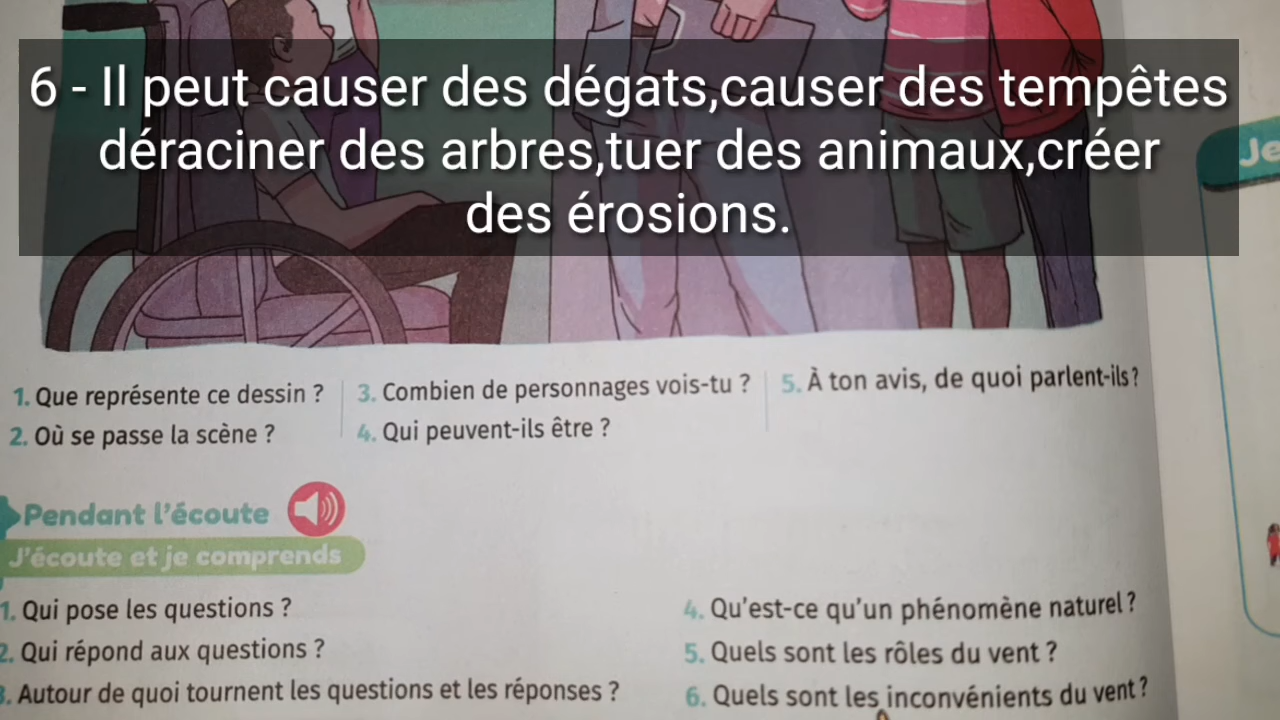 6 - Il peut causer des dégats,causer des tempêtes
déraciner des arbres,tuer des animaux,créer
des érosions.
Je
1. Que représente ce dessin ?
2. Où se passe la scène ?
3. Combien de personnages vois-tu ?
4. Qui peuvent-ils être ?
5. À ton avis, de quoi parlent-ils ?
Pendant l'écoute
J'écoute et je comprends
1. Qui pose les questions ?
2. Qui répond aux questions ?
3. Autour de quoi tournent les questions et les réponses ?
4. Qu'est-ce qu'un phénomène naturel ?
5. Quels sont les rôles du vent ?
6. Quels sont les inconvénients du vent ?